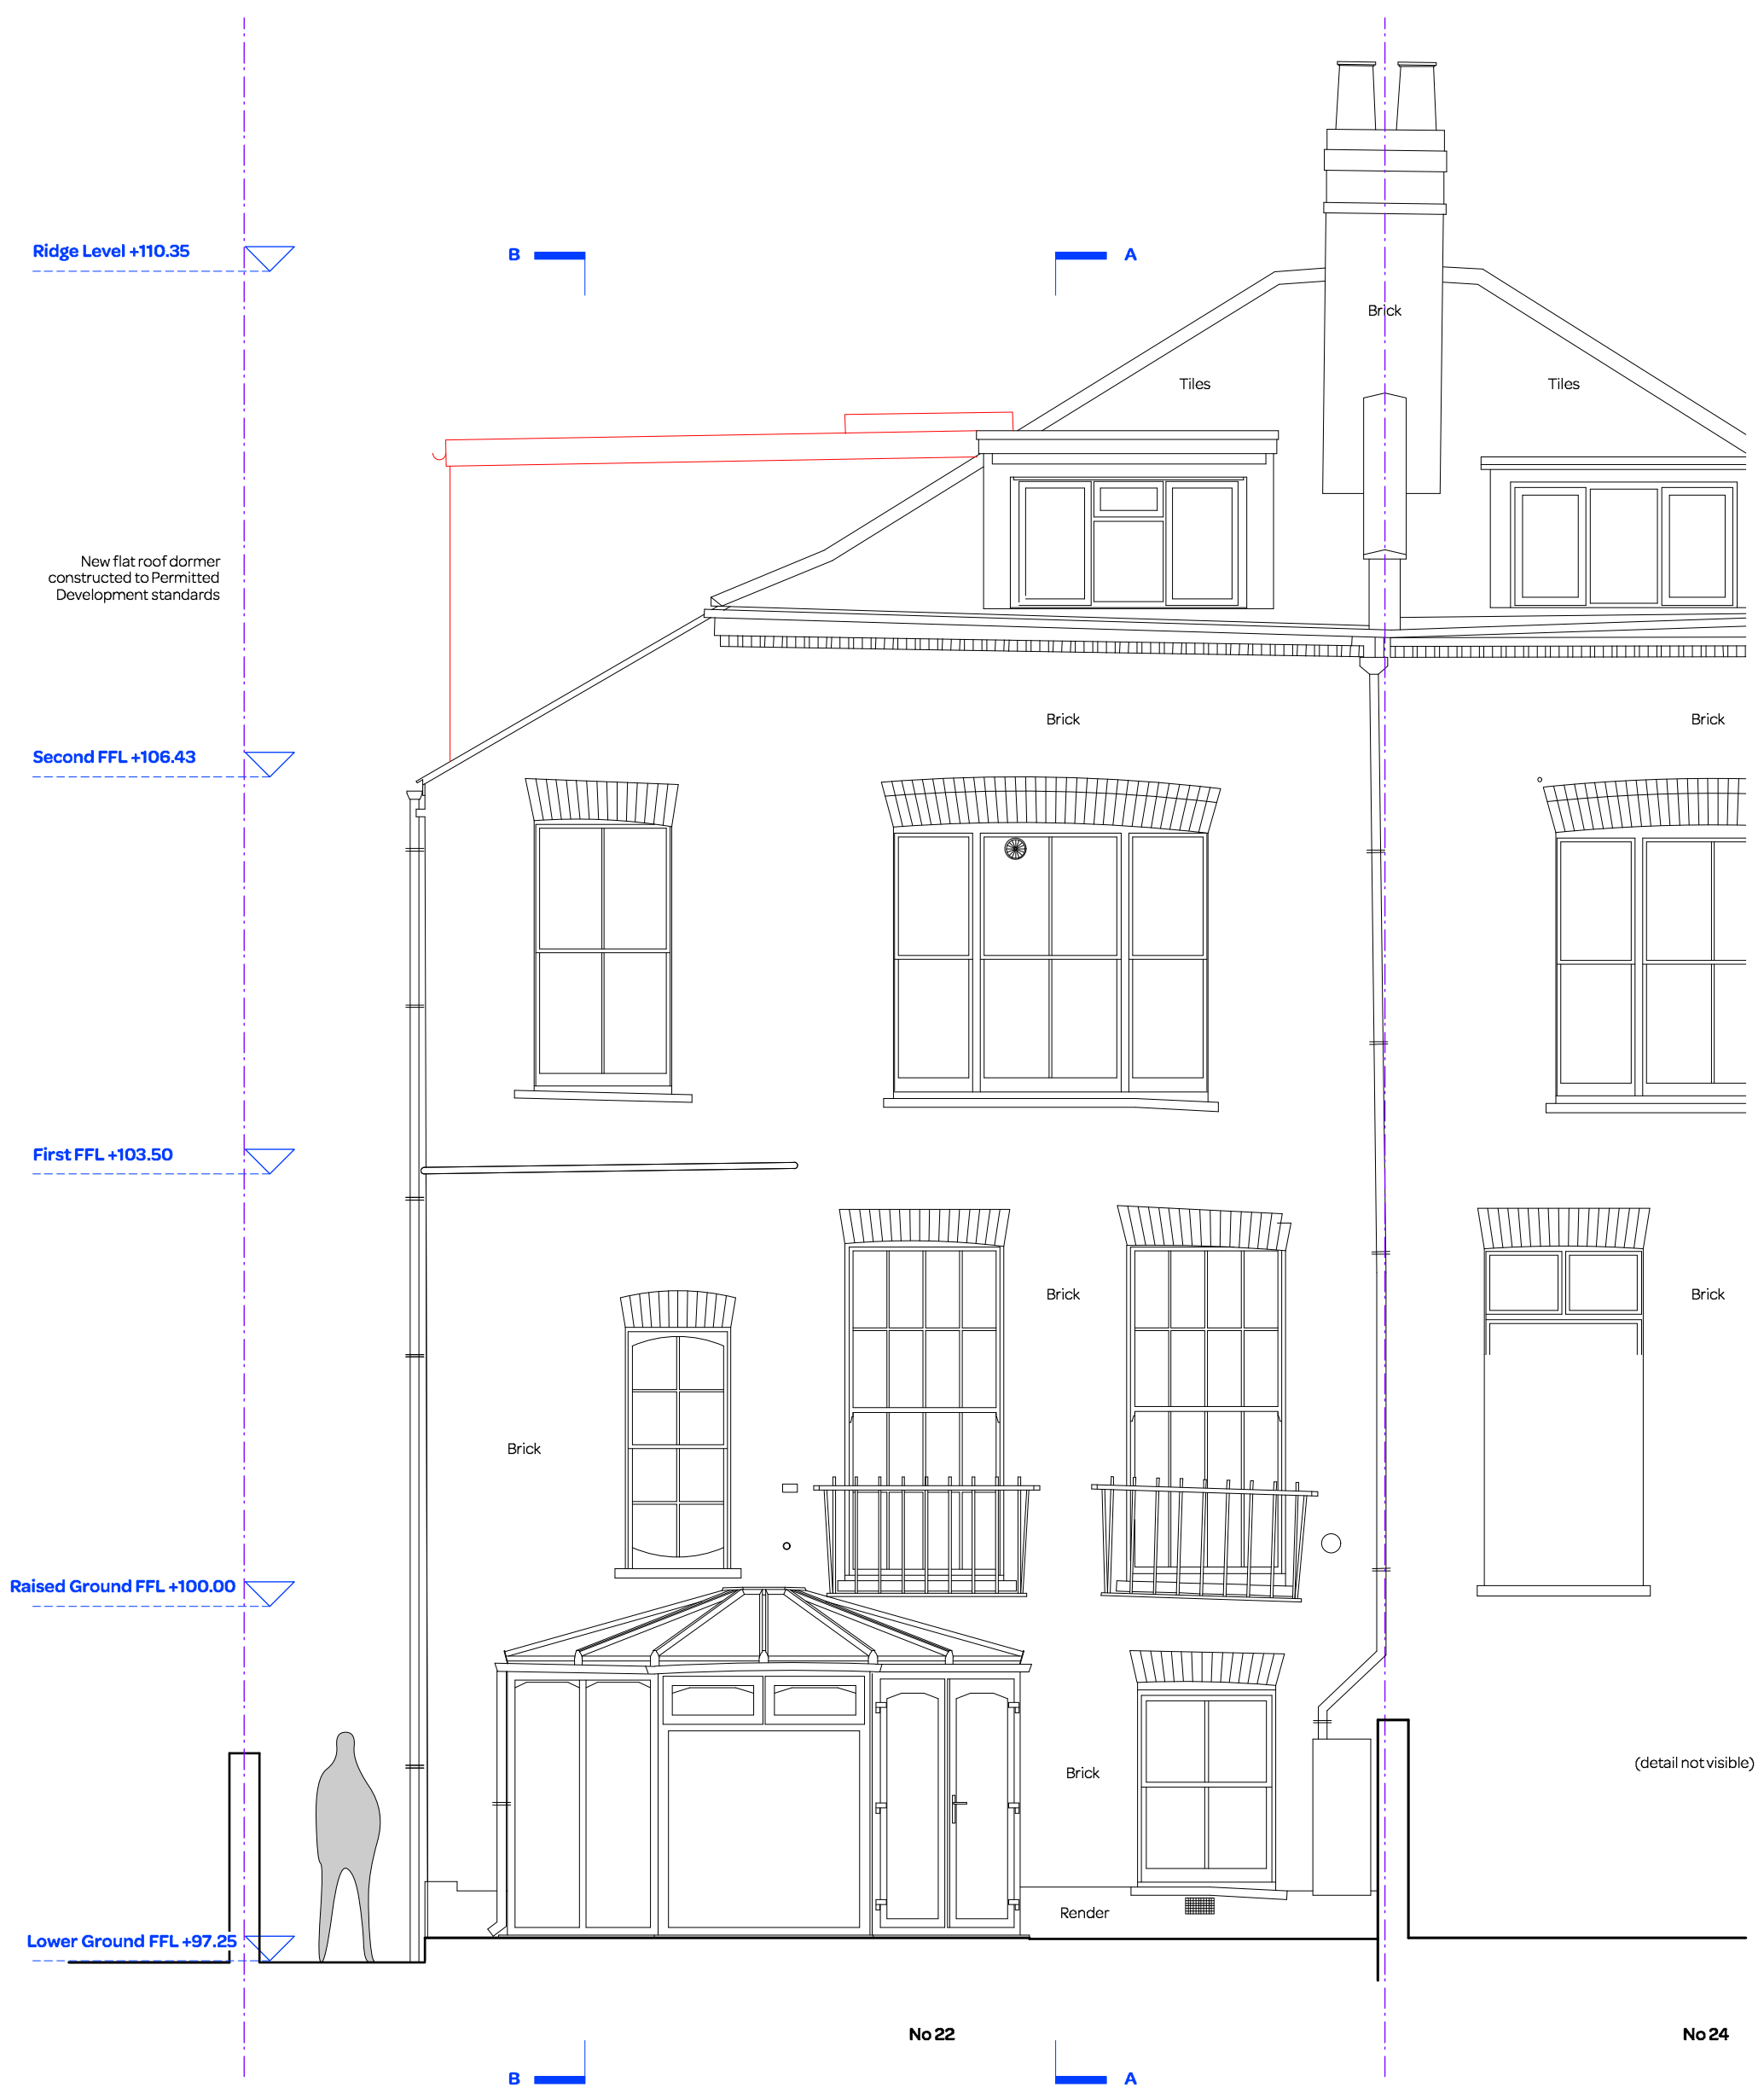 Ridge Level +110.35
B
A
Brick
Tiles
Tiles
New flat roof dormer
constructed to Permitted
Development standards
Brick
Brick
Second FFL +106.43
First FFL +103.50
Brick
Brick
Brick
Raised Ground FFL +100.00
(detail not visible)
Brick
Render
Lower Ground FFL +97.25
No 22
No 24
B
A